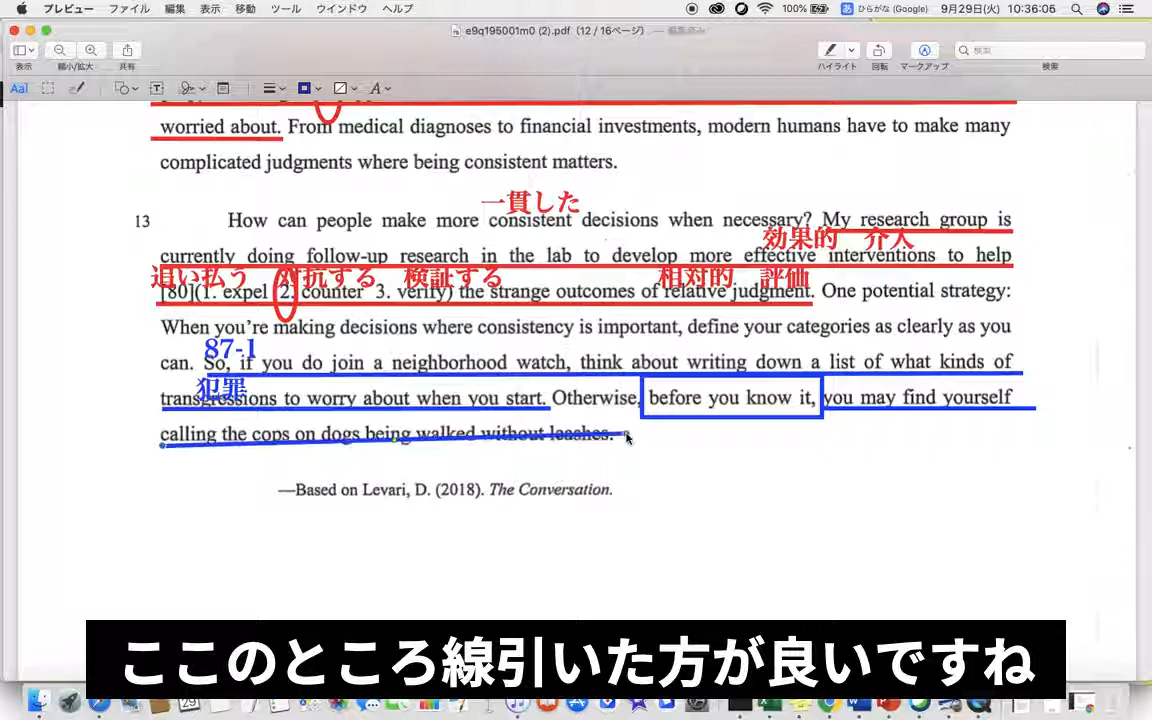 プレビュー ファイル 編集 表示 移動 ツール ウインドウ ヘルプ 100% あ ひらがな (Google) 9月29日(火) 10:36:06
e9q195001m0 (2).pdf (12 / 16ページ) — 編集済み
表示 縮小/拡大 共有 ハイライト 回転 マークアップ 検索
検索
worried about. From medical diagnoses to financial investments, modern humans have to make many
complicated judgments where being consistent matters.
一貫した
13 How can people make more consistent decisions when necessary? My research group is
効果的 介入
currently doing follow-up research in the lab to develop more effective interventions to help
追い払う 対抗する 検証する 相対的 評価
[80](1. expel 2. counter 3. verify) the strange outcomes of relative judgment. One potential strategy:
When you're making decisions where consistency is important, define your categories as clearly as you
87-1
can. So, if you do join a neighborhood watch, think about writing down a list of what kinds of
犯罪
transgressions to worry about when you start. Otherwise, before you know it, you may find yourself
calling the cops on dogs being walked without leashes.
—Based on Levari, D. (2018). The Conversation.
ここのところ線引いた方が良いですね